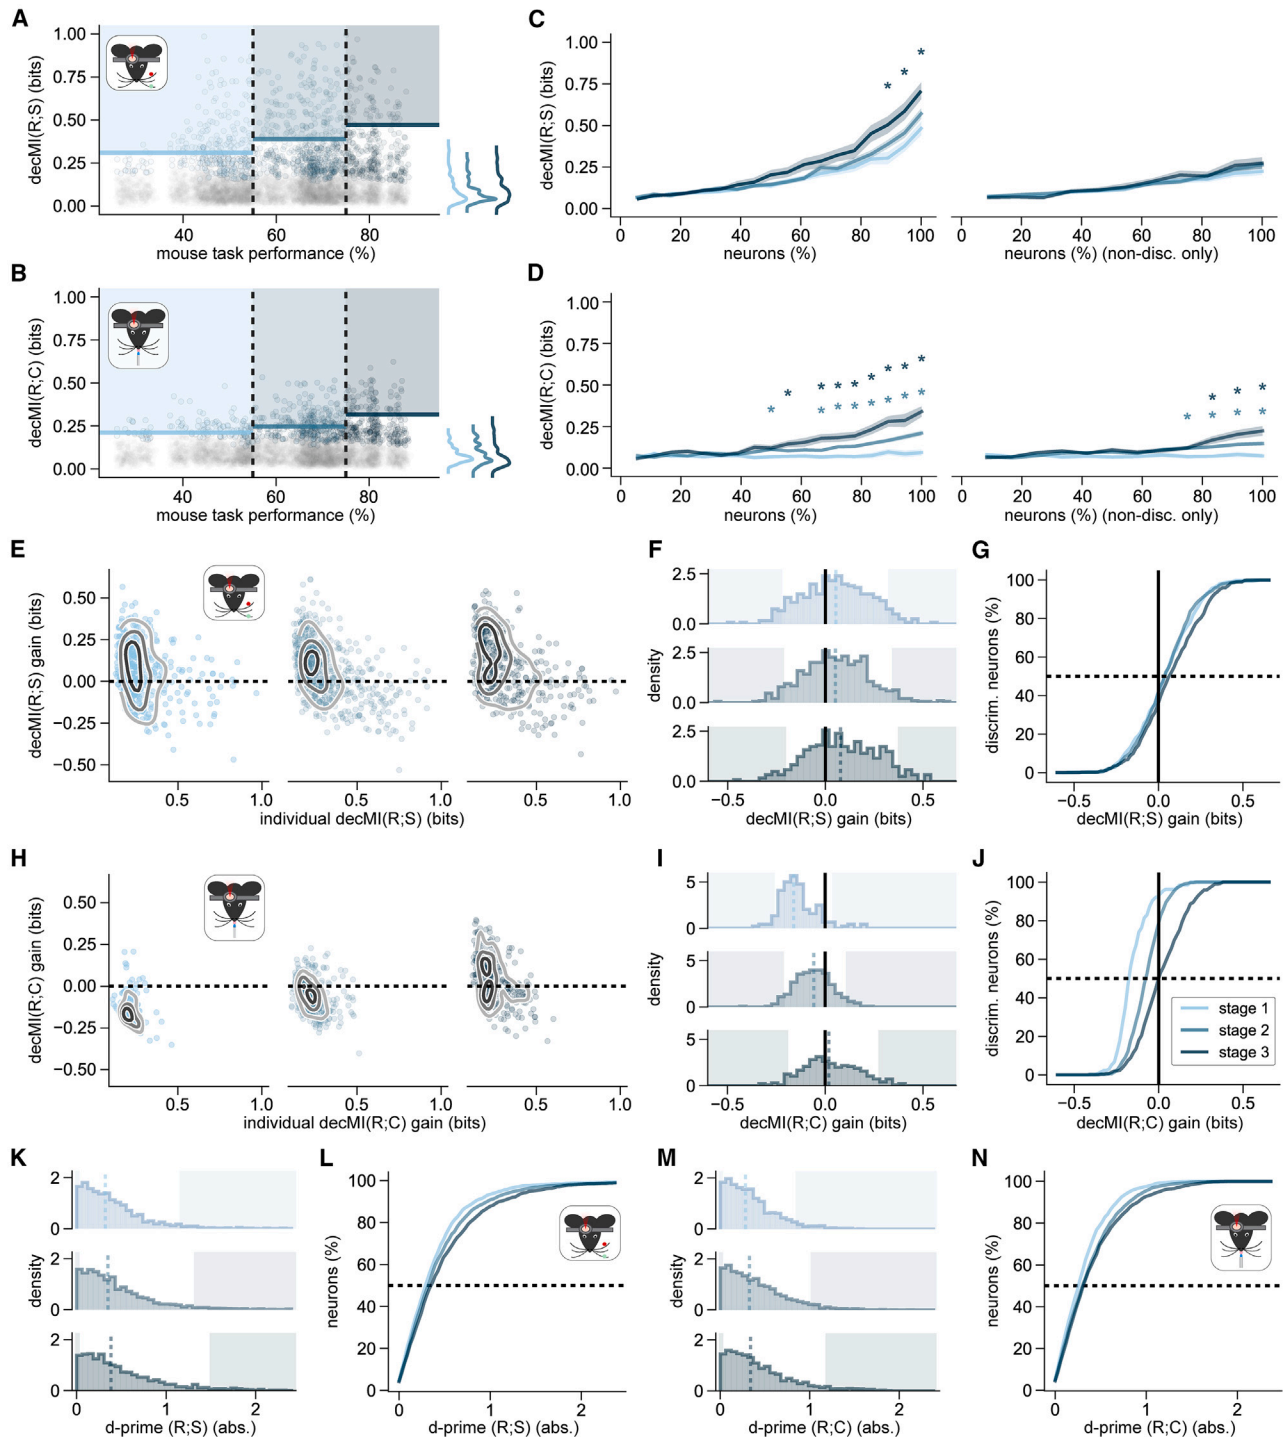 A
decMI(R;S) (bits)
1.00
0.75
0.50
0.25
0.00
40 60 80
mouse task performance (%)
B
decMI(R;C) (bits)
1.00
0.75
0.50
0.25
0.00
40 60 80
mouse task performance (%)
C
decMI(R;S) (bits)
1.00
0.75
0.50
0.25
0.00
* * *
0 20 40 60 80 100
neurons (%)
0 20 40 60 80 100
neurons (%) (non-disc. only)
D
decMI(R;C) (bits)
1.00
0.75
0.50
0.25
0.00
* * * * * * * *
* * * * * * * *
0 20 40 60 80 100
neurons (%)
* * *
* * * *
0 20 40 60 80 100
neurons (%) (non-disc. only)
E
decMI(R;S) gain (bits)
0.50
0.25
0.00
−0.25
−0.50
0.5 1.0 0.5 1.0 0.5 1.0
individual decMI(R;S) (bits)
F
density
2.5
0.0
2.5
0.0
2.5
0.0
−0.5 0.0 0.5
decMI(R;S) gain (bits)
G
discrim. neurons (%)
100
80
60
40
20
0
−0.5 0.0 0.5
decMI(R;S) gain (bits)
H
decMI(R;C) gain (bits)
0.50
0.25
0.00
−0.25
−0.50
0.5 1.0 0.5 1.0 0.5 1.0
individual decMI(R;C) gain (bits)
I
density
5
0
5
0
5
0
−0.5 0.0 0.5
decMI(R;C) gain (bits)
J
discrim. neurons (%)
100
80
60
40
20
0
stage 1
stage 2
stage 3
−0.5 0.0 0.5
decMI(R;C) gain (bits)
K
density
2
0
2
0
2
0
0 1 2
d-prime (R;S) (abs.)
L
neurons (%)
100
80
60
40
20
0
0 1 2
d-prime (R;S) (abs.)
M
density
2
0
2
0
2
0
0 1 2
d-prime (R;C) (abs.)
N
neurons (%)
100
80
60
40
20
0
0 1 2
d-prime (R;C) (abs.)